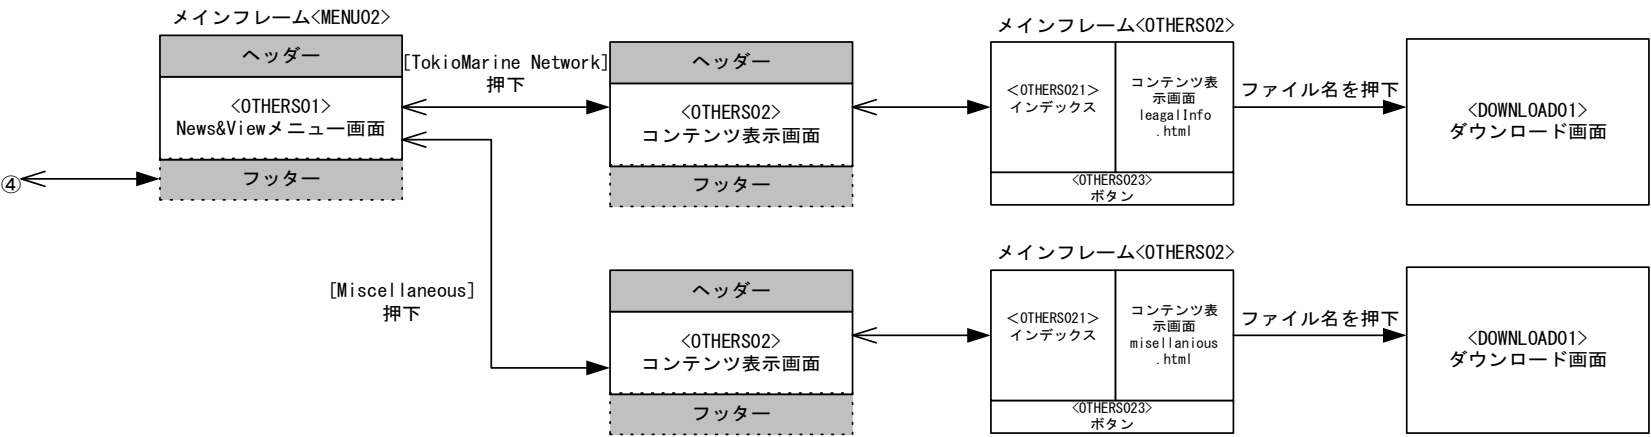 メインフレーム<MENU02>
ヘッダー
<OTHERS01>
News&Viewメニュー画面
フッター
④
[TokioMarine Network]
押下
ヘッダー
<OTHERS02>
コンテンツ表示画面
フッター
メインフレーム<OTHERS02>
<OTHERS021>
インデックス
コンテンツ表
示画面
leagalInfo
.html
<OTHERS023>
ボタン
ファイル名を押下
<DOWNLOAD01>
ダウンロード画面
[Miscellaneous]
押下
ヘッダー
<OTHERS02>
コンテンツ表示画面
フッター
メインフレーム<OTHERS02>
<OTHERS021>
インデックス
コンテンツ表
示画面
misellanious
.html
<OTHERS023>
ボタン
ファイル名を押下
<DOWNLOAD01>
ダウンロード画面